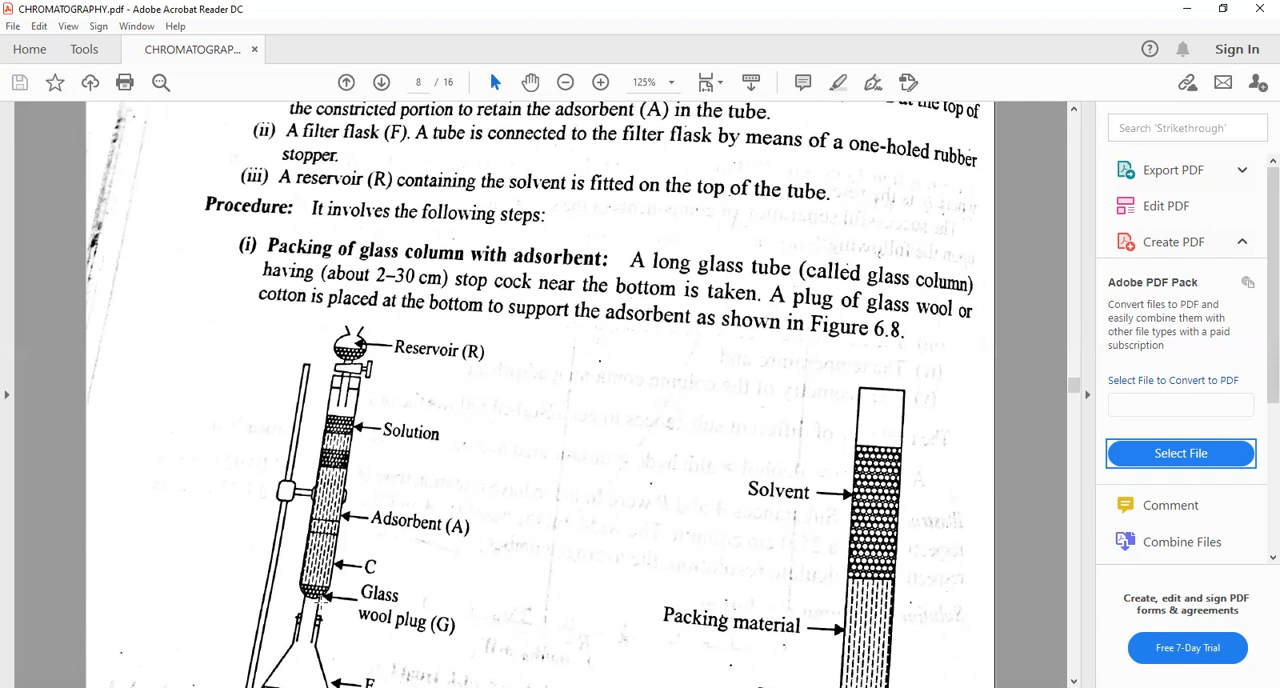 CHROMATOGRAPHY.pdf - Adobe Acrobat Reader DC
File Edit View Sign Window Help
Home Tools CHROMATOGRAP... ×
Sign In
8 / 16
125%
the top of
the constricted portion to retain the adsorbent (A) in the tube.
(ii) A filter flask (F). A tube is connected to the filter flask by means of a one-holed rubber
stopper.
(iii) A reservoir (R) containing the solvent is fitted on the top of the tube.
Procedure: It involves the following steps:
(i) Packing of glass column with adsorbent: A long glass tube (called glass column)
having (about 2–30 cm) stop cock near the bottom is taken. A plug of glass wool or
cotton is placed at the bottom to support the adsorbent as shown in Figure 6.8.
Reservoir (R)
Solution
Adsorbent (A)
C
Glass
wool plug (G)
Solvent
Packing material
Search 'Strikethrough'
Export PDF
Edit PDF
Create PDF
Adobe PDF Pack
Convert files to PDF and
easily combine them with
other file types with a paid
subscription
Select File to Convert to PDF
Select File
Comment
Combine Files
Create, edit and sign PDF
forms & agreements
Free 7-Day Trial